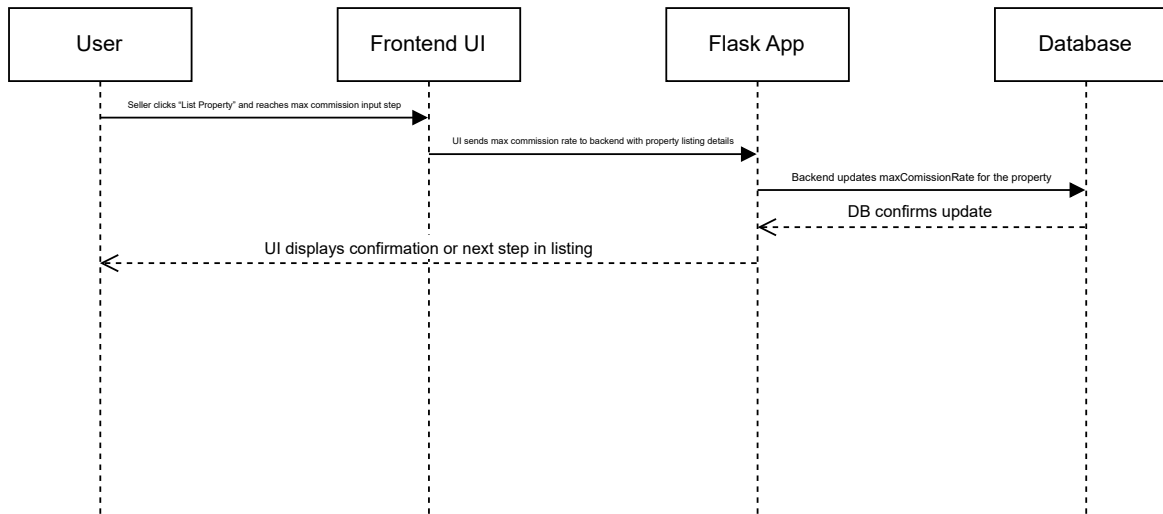 User
Frontend UI
Flask App
Database
Seller clicks “List Property” and reaches max commission input step
UI sends max commission rate to backend with property listing details
Backend updates maxComissionRate for the property
DB confirms update
UI displays confirmation or next step in listing